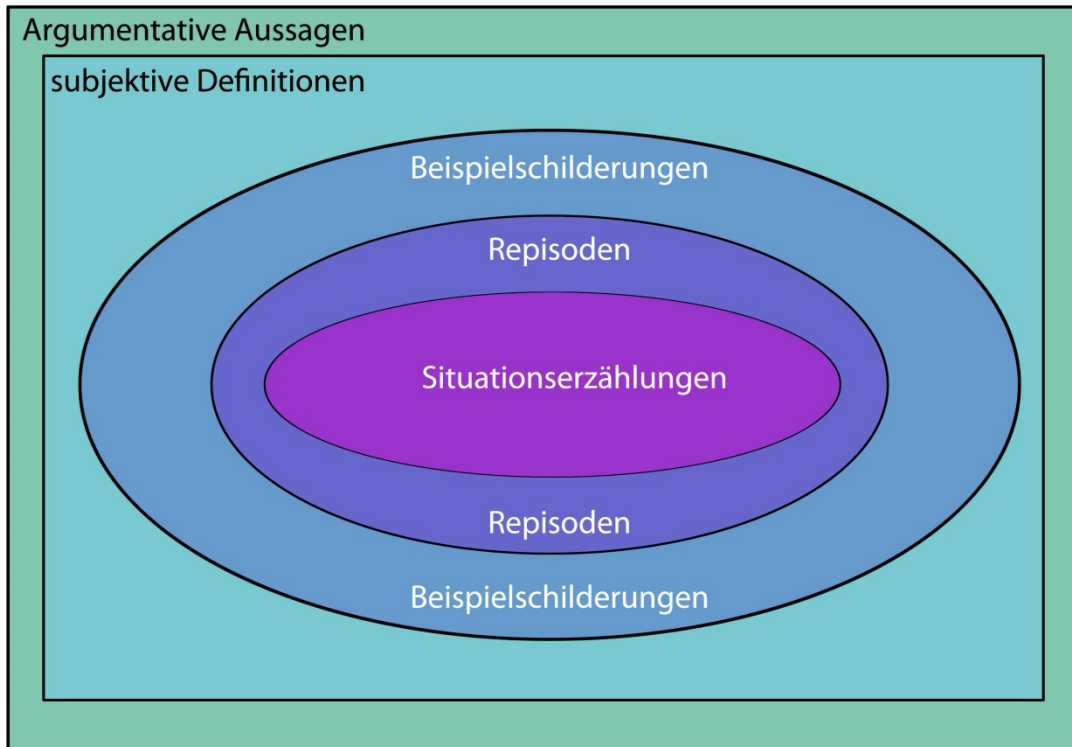 Argumentative Aussagen
subjektive Definitionen
Beispielschilderungen
Repisoden
Situationserzählungen
Repisoden
Beispielschilderungen